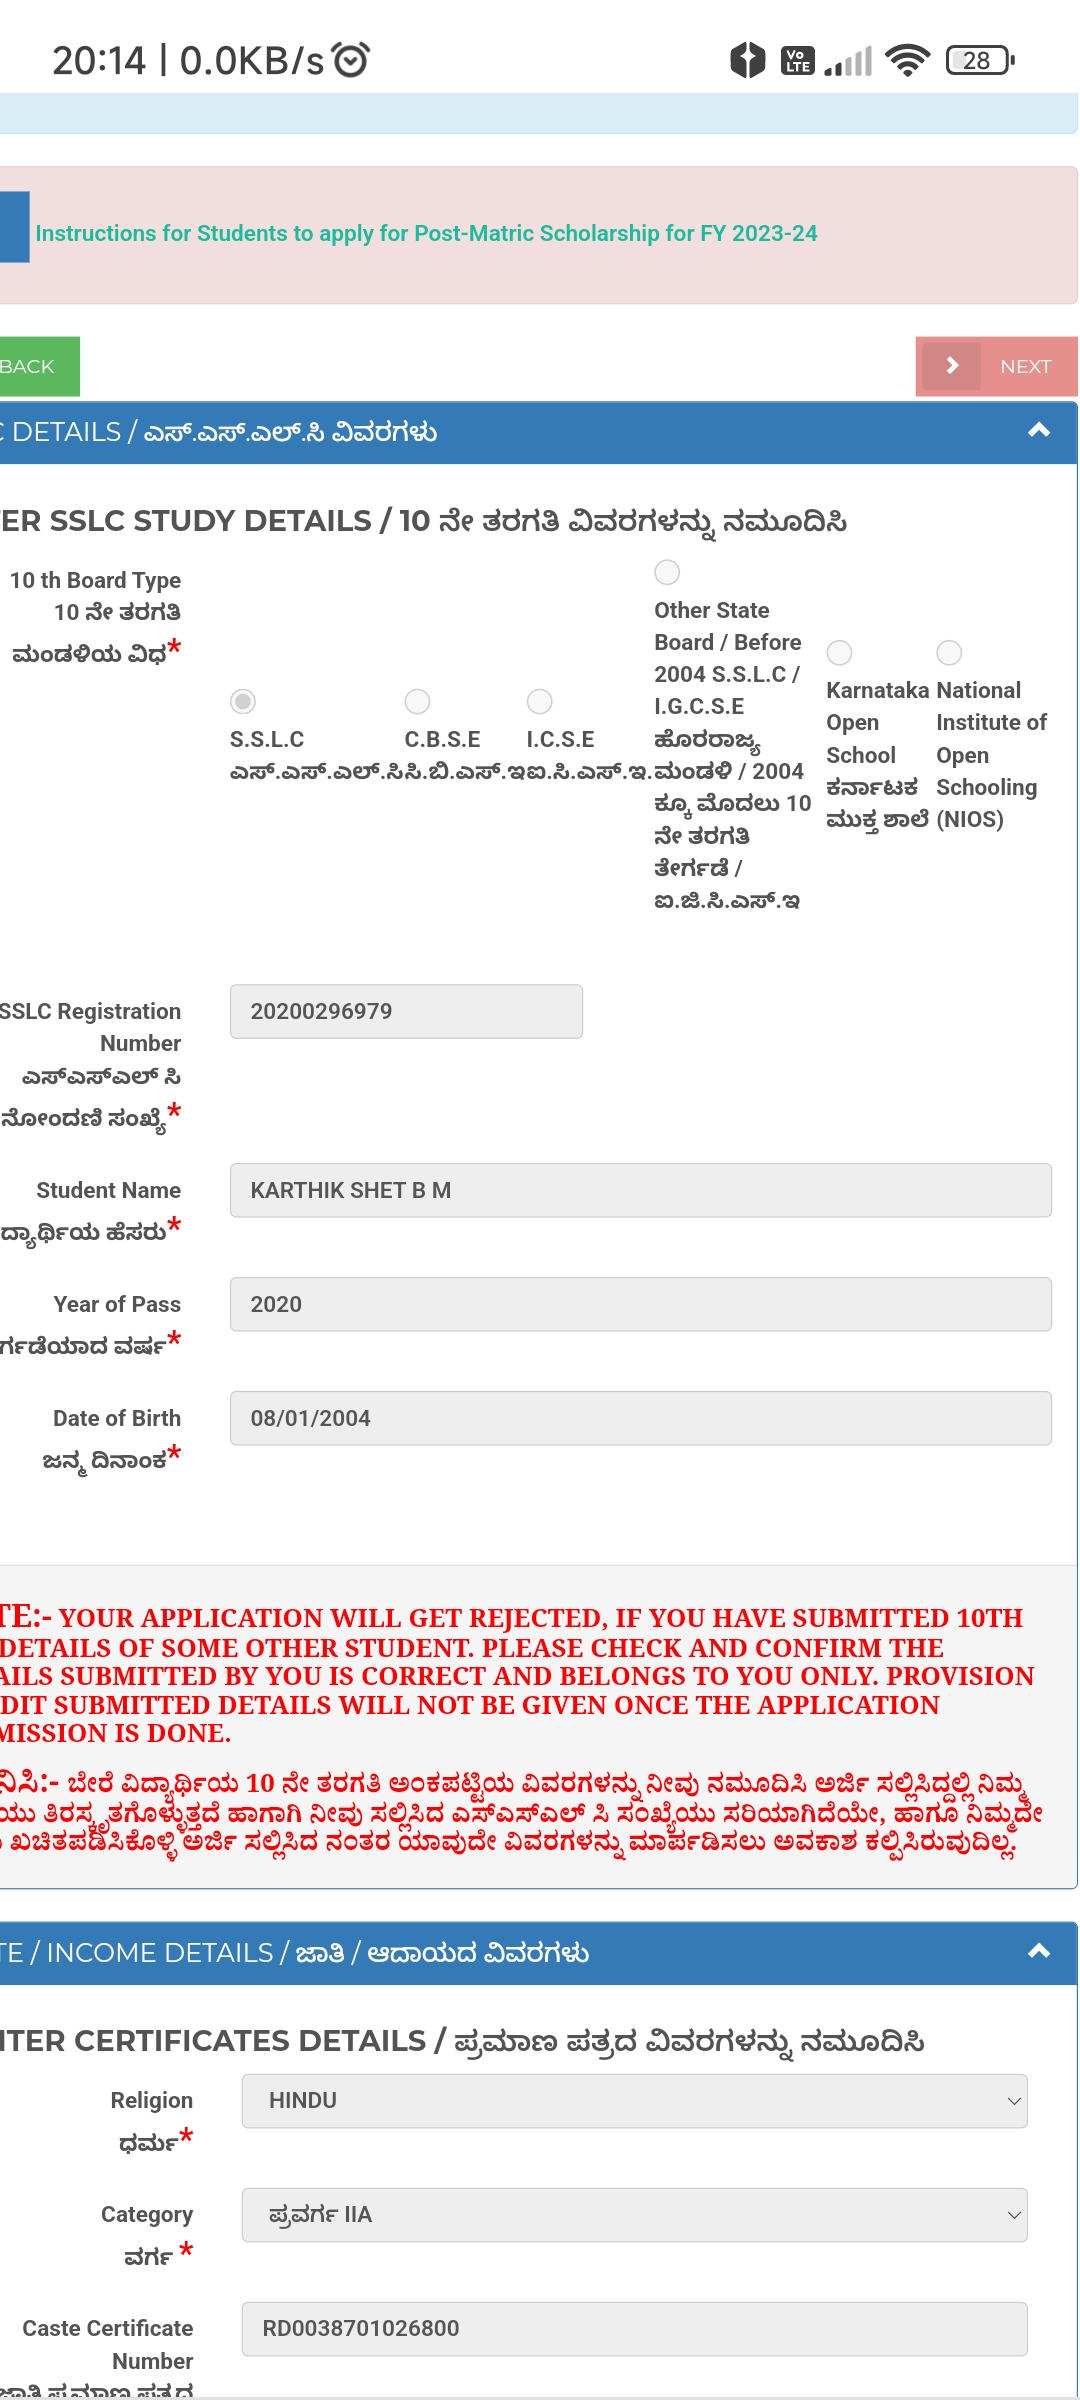 20:14 | 0.0KB/s
Vo LTE
28
Instructions for Students to apply for Post-Matric Scholarship for FY 2023-24
BACK
NEXT
DETAILS / ಎಸ್.ಎಸ್.ಎಲ್.ಸಿ ವಿವರಗಳು
ER SSLC STUDY DETAILS / 10 ನೇ ತರಗತಿ ವಿವರಗಳನ್ನು ನಮೂದಿಸಿ
10 th Board Type
10 ನೇ ತರಗತಿ
ಮಂಡಳಿಯ ವಿಧ*
S.S.L.C
ಎಸ್.ಎಸ್.ಎಲ್.ಸಿ
C.B.S.E
ಸಿ.ಬಿ.ಎಸ್.ಇ
I.C.S.E
ಐ.ಸಿ.ಎಸ್.ಇ.
Other State
Board / Before
2004 S.S.L.C /
I.G.C.S.E
ಹೊರರಾಜ್ಯ
ಮಂಡಳಿ / 2004
ಕ್ಕೂ ಮೊದಲು 10
ನೇ ತರಗತಿ
ತೇರ್ಗಡೆ /
ಐ.ಜಿ.ಸಿ.ಎಸ್.ಇ
Karnataka
Open
School
ಕರ್ನಾಟಕ
ಮುಕ್ತ ಶಾಲೆ
National
Institute of
Open
Schooling
(NIOS)
SSLC Registration
Number
ಎಸ್ಎಸ್ಎಲ್ ಸಿ
ನೋಂದಣಿ ಸಂಖ್ಯೆ*
20200296979
Student Name
ದ್ಯಾರ್ಥಿಯ ಹೆಸರು*
KARTHIK SHET B M
Year of Pass
ರ್ಗಡೆಯಾದ ವರ್ಷ*
2020
Date of Birth
ಜನ್ಮ ದಿನಾಂಕ*
08/01/2004
TE:- YOUR APPLICATION WILL GET REJECTED, IF YOU HAVE SUBMITTED 10TH
DETAILS OF SOME OTHER STUDENT. PLEASE CHECK AND CONFIRM THE
AILS SUBMITTED BY YOU IS CORRECT AND BELONGS TO YOU ONLY. PROVISION
DIT SUBMITTED DETAILS WILL NOT BE GIVEN ONCE THE APPLICATION
MISSION IS DONE.
ನಿಸಿ:- ಬೇರೆ ವಿದ್ಯಾರ್ಥಿಯ 10 ನೇ ತರಗತಿ ಅಂಕಪಟ್ಟಿಯ ವಿವರಗಳನ್ನು ನೀವು ನಮೂದಿಸಿ ಅರ್ಜಿ ಸಲ್ಲಿಸಿದ್ದಲ್ಲಿ ನಿಮ್ಮ
ಯು ತಿರಸ್ಕೃತಗೊಳ್ಳುತ್ತದೆ ಹಾಗಾಗಿ ನೀವು ಸಲ್ಲಿಸಿದ ಎಸ್ಎಸ್ಎಲ್ ಸಿ ಸಂಖ್ಯೆಯು ಸರಿಯಾಗಿದೆಯೇ, ಹಾಗೂ ನಿಮ್ಮದೇ
ಖಚಿತಪಡಿಸಿಕೊಳ್ಳಿ ಅರ್ಜಿ ಸಲ್ಲಿಸಿದ ನಂತರ ಯಾವುದೇ ವಿವರಗಳನ್ನು ಮಾರ್ಪಡಿಸಲು ಅವಕಾಶ ಕಲ್ಪಿಸಿರುವುದಿಲ್ಲ.
TE / INCOME DETAILS / ಜಾತಿ / ಆದಾಯದ ವಿವರಗಳು
NTER CERTIFICATES DETAILS / ಪ್ರಮಾಣ ಪತ್ರದ ವಿವರಗಳನ್ನು ನಮೂದಿಸಿ
Religion
ಧರ್ಮ*
HINDU
Category
ವರ್ಗ *
ಪ್ರವರ್ಗ IIA
Caste Certificate
Number
ಜಾತಿ ಪ್ರಮಾಣ ಪತ್ರದ
RD0038701026800